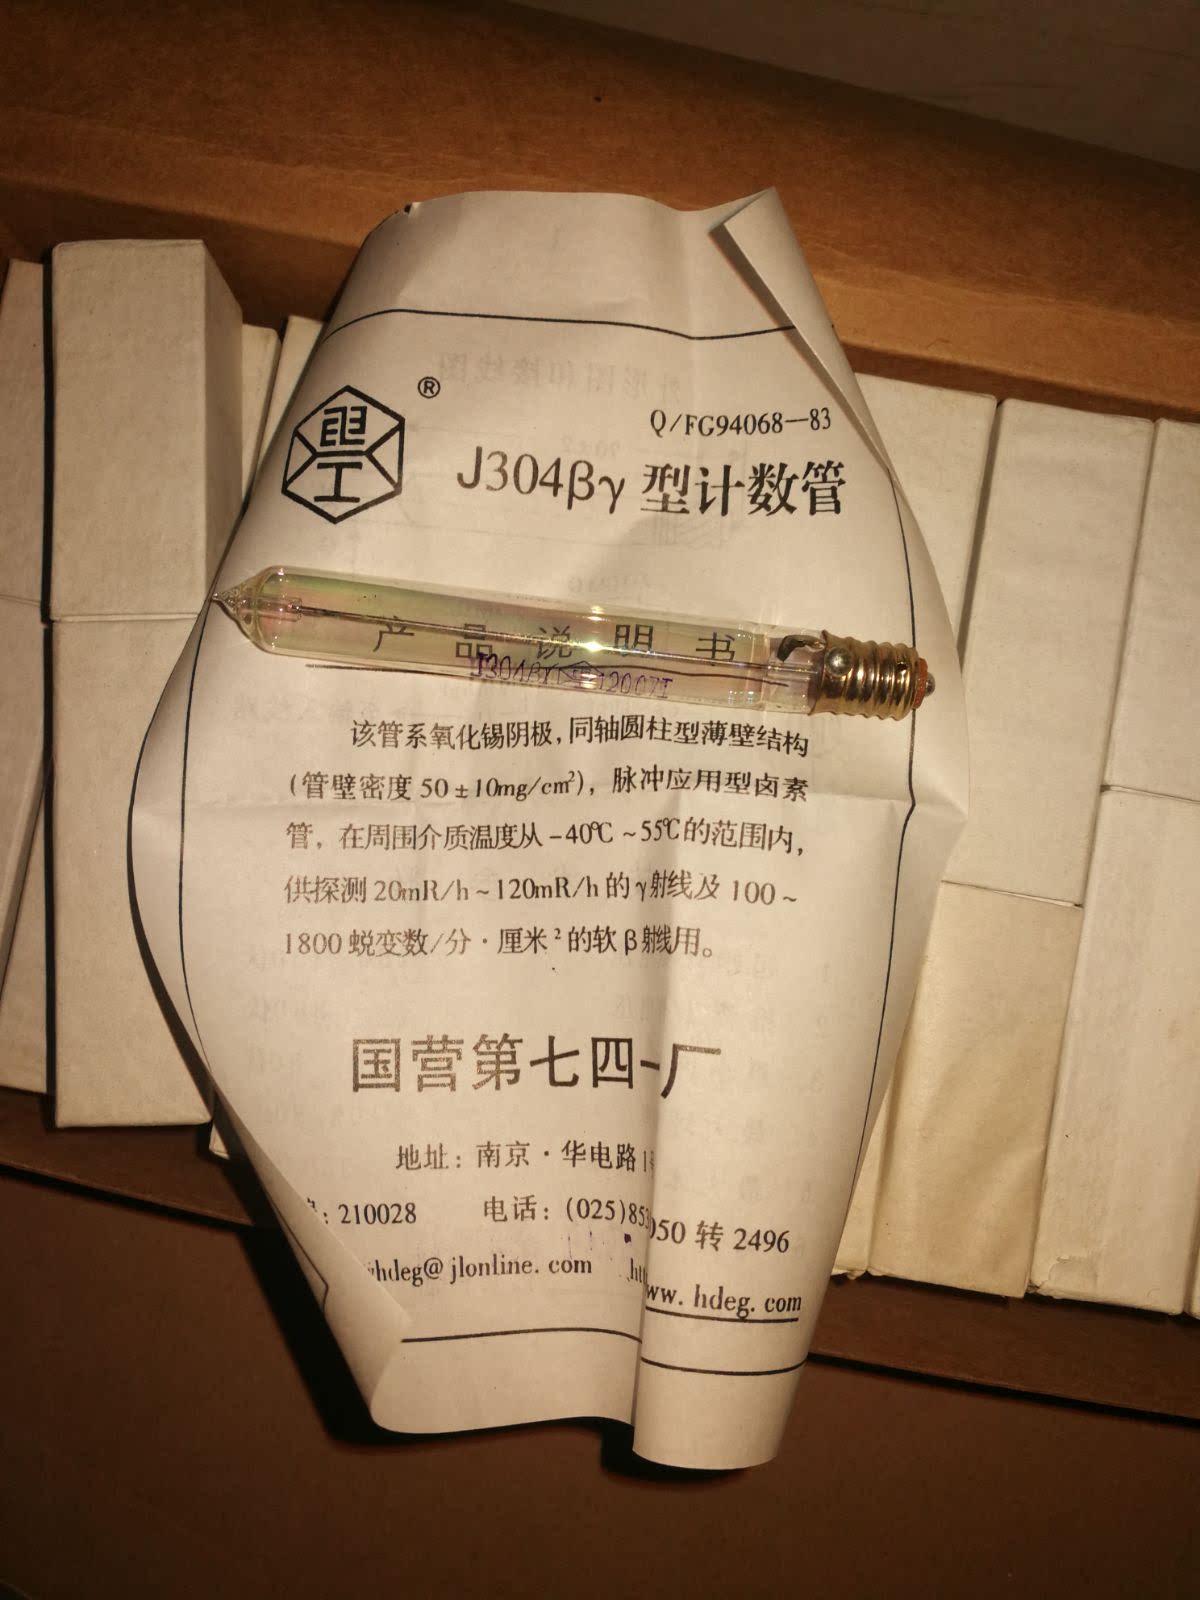 ®
Q/FG94068—83
J304βγ 型计数管
产品说明书
J304βγ
该管系氧化锡阴极，同轴圆柱型薄壁结构
(管壁密度 50±10mg/cm²)，脉冲应用型卤素
管，在周围介质温度从 -40℃～55℃的范围内，
供探测 20mR/h～120mR/h 的 γ射线及 100～
1800 蜕变数/分·厘米²的软 β射线用。
国营第七四一厂
地址：南京·华电路1
: 210028 电话：(025)85 050 转 2496
hdeg@jlonline.com ww.hdeg.com